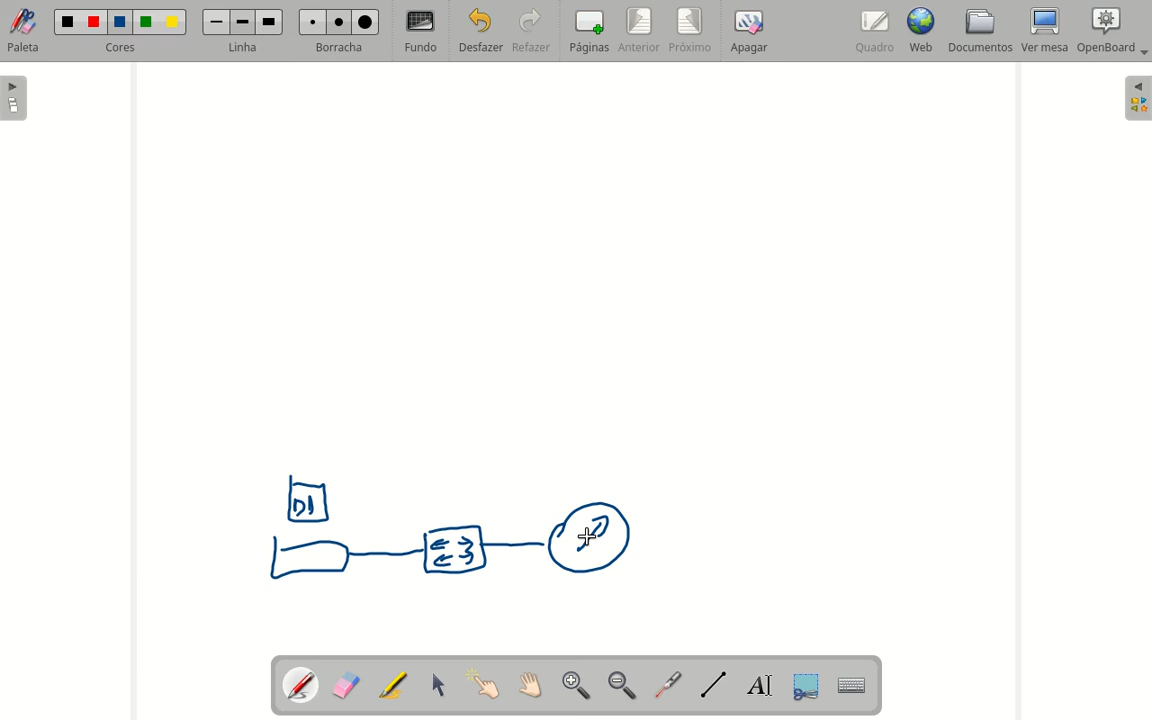 Paleta Cores Linha Borracha Fundo Desfazer Refazer Páginas Anterior Próximo Apagar Quadro Web Documentos Ver mesa OpenBoard
D1
A